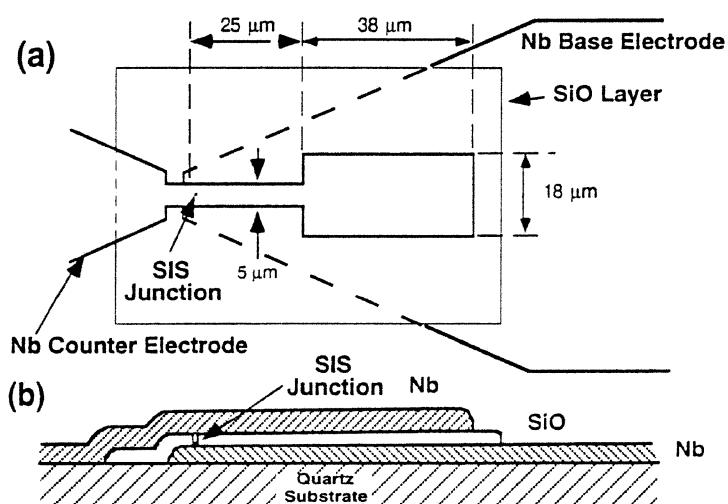 25 μm
38 μm
(a)
Nb Base Electrode
SiO Layer
18 μm
SIS
Junction
5 μm
Nb Counter Electrode
(b)
SIS
Junction
Nb
SiO
Nb
Quartz
Substrate